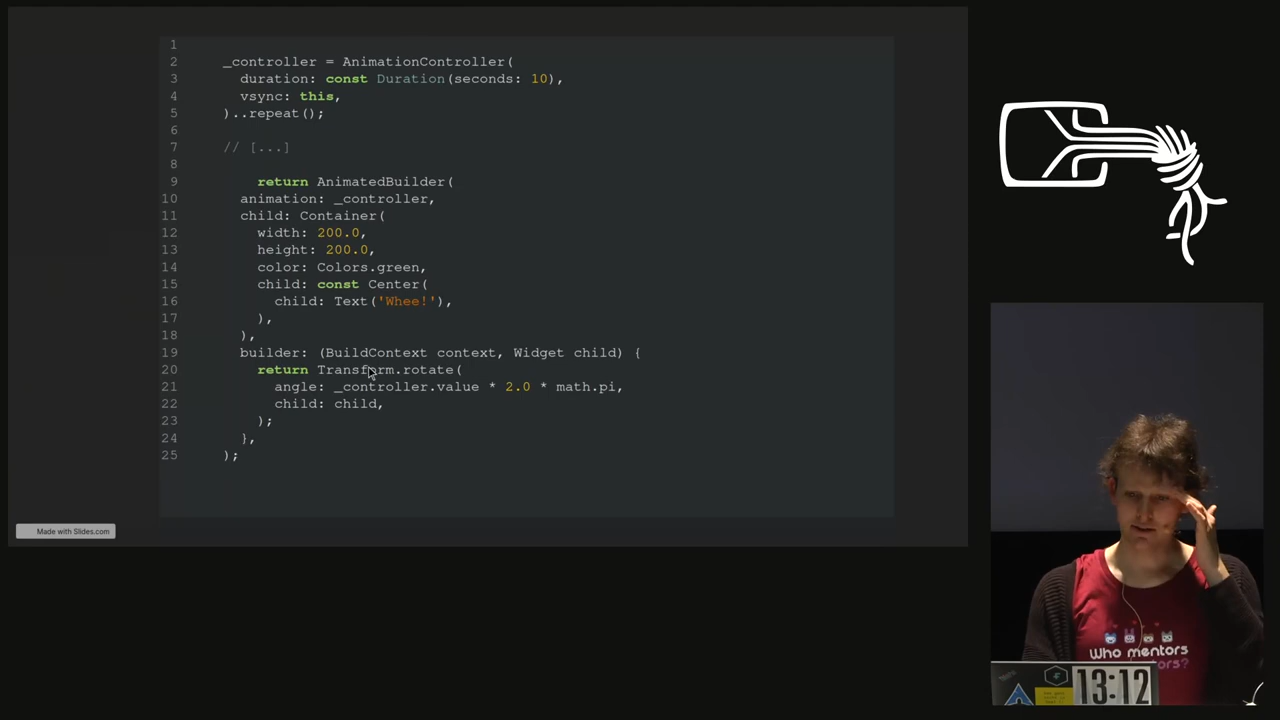 1
2 _controller = AnimationController(
3 duration: const Duration(seconds: 10),
4 vsync: this,
5 )..repeat();
6
7 // [...]
8
9 return AnimatedBuilder(
10 animation: _controller,
11 child: Container(
12 width: 200.0,
13 height: 200.0,
14 color: Colors.green,
15 child: const Center(
16 child: Text('Whee!'),
17 ),
18 ),
19 builder: (BuildContext context, Widget child) {
20 return Transform.rotate(
21 angle: _controller.value * 2.0 * math.pi,
22 child: child,
23 );
24 },
25 );
Made with Slides.com
Who mentors
13:12